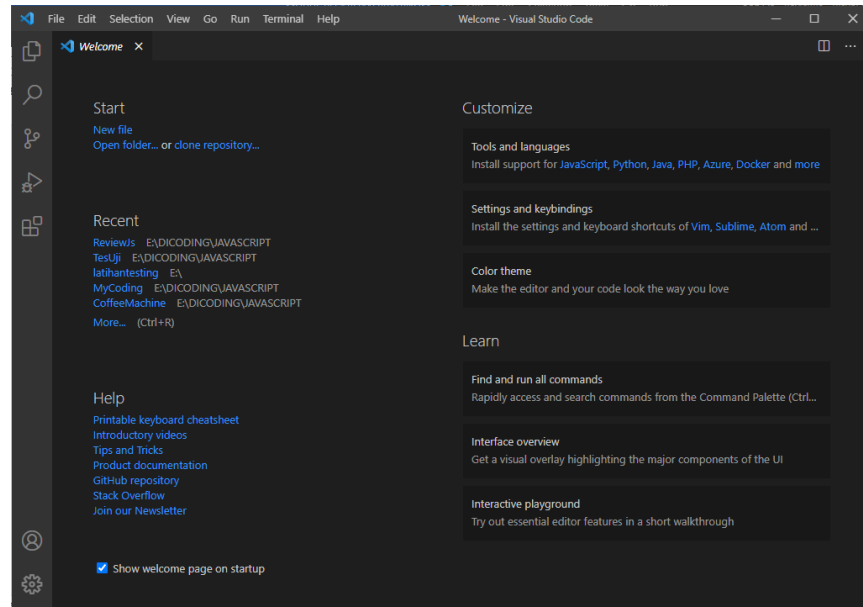 File Edit Selection View Go Run Terminal Help
Welcome - Visual Studio Code
Welcome
Start
New file
Open folder... or clone repository...
Recent
ReviewJs E:\DICODING\JAVASCRIPT
TesUji E:\DICODING\JAVASCRIPT
latihantesting E:\
MyCoding E:\DICODING\JAVASCRIPT
CoffeeMachine E:\DICODING\JAVASCRIPT
More... (Ctrl+R)
Help
Printable keyboard cheatsheet
Introductory videos
Tips and Tricks
Product documentation
GitHub repository
Stack Overflow
Join our Newsletter
Show welcome page on startup
Customize
Tools and languages
Install support for JavaScript, Python, Java, PHP, Azure, Docker and more
Settings and keybindings
Install the settings and keyboard shortcuts of Vim, Sublime, Atom and ...
Color theme
Make the editor and your code look the way you love
Learn
Find and run all commands
Rapidly access and search commands from the Command Palette (Ctrl...
Interface overview
Get a visual overlay highlighting the major components of the UI
Interactive playground
Try out essential editor features in a short walkthrough